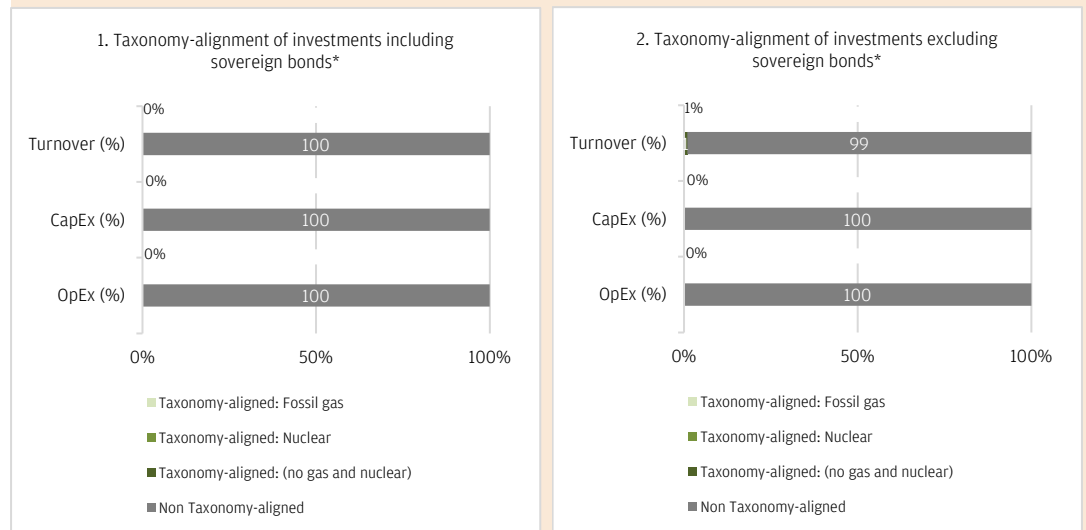 1. Taxonomy-alignment of investments including
sovereign bonds*
0%
Turnover (%)
100
0%
CapEx (%)
100
0%
OpEx (%)
100
0%
50%
100%
Taxonomy-aligned: Fossil gas
Taxonomy-aligned: Nuclear
Taxonomy-aligned: (no gas and nuclear)
Non Taxonomy-aligned
2. Taxonomy-alignment of investments excluding
sovereign bonds*
1%
Turnover (%)
1
99
0%
CapEx (%)
100
0%
OpEx (%)
100
0%
50%
100%
Taxonomy-aligned: Fossil gas
Taxonomy-aligned: Nuclear
Taxonomy-aligned: (no gas and nuclear)
Non Taxonomy-aligned